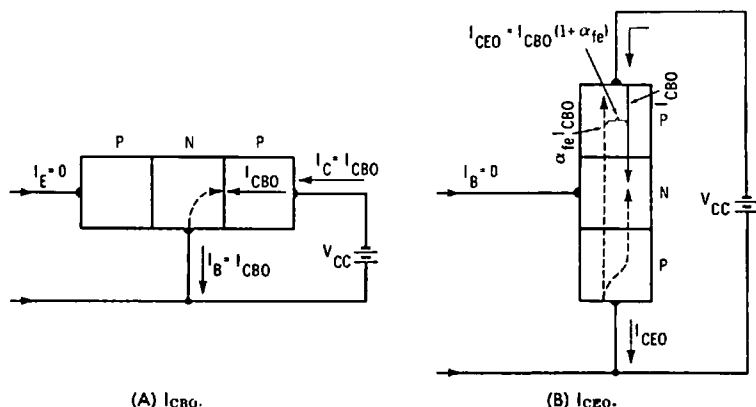 P N P
I_E = 0
I_CBO
I_C = I_CBO
I_B = I_CBO
V_CC
(A) I_CBO.
I_CEO = I_CBO (1 + α_fe)
I_CBO
α_fe I_CBO
P
I_B = 0
N
V_CC
P
I_CEO
(B) I_CEO.